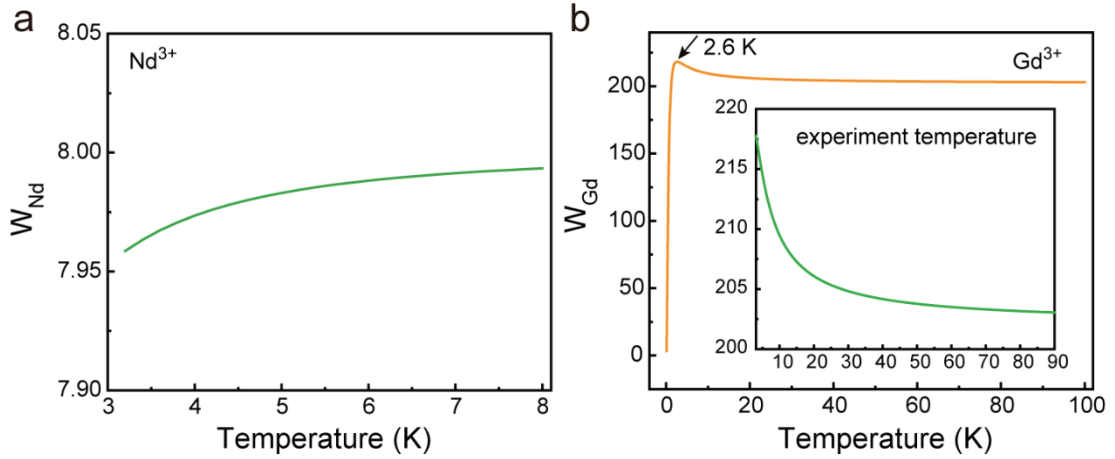 a
8.05
8.00
7.95
7.90
W_Nd
Nd³⁺
3 4 5 6 7 8
Temperature (K)
b
200
150
100
50
0
W_Gd
2.6 K
Gd³⁺
220
215
210
205
200
experiment temperature
10 20 30 40 50 60 70 80 90
0 20 40 60 80 100
Temperature (K)